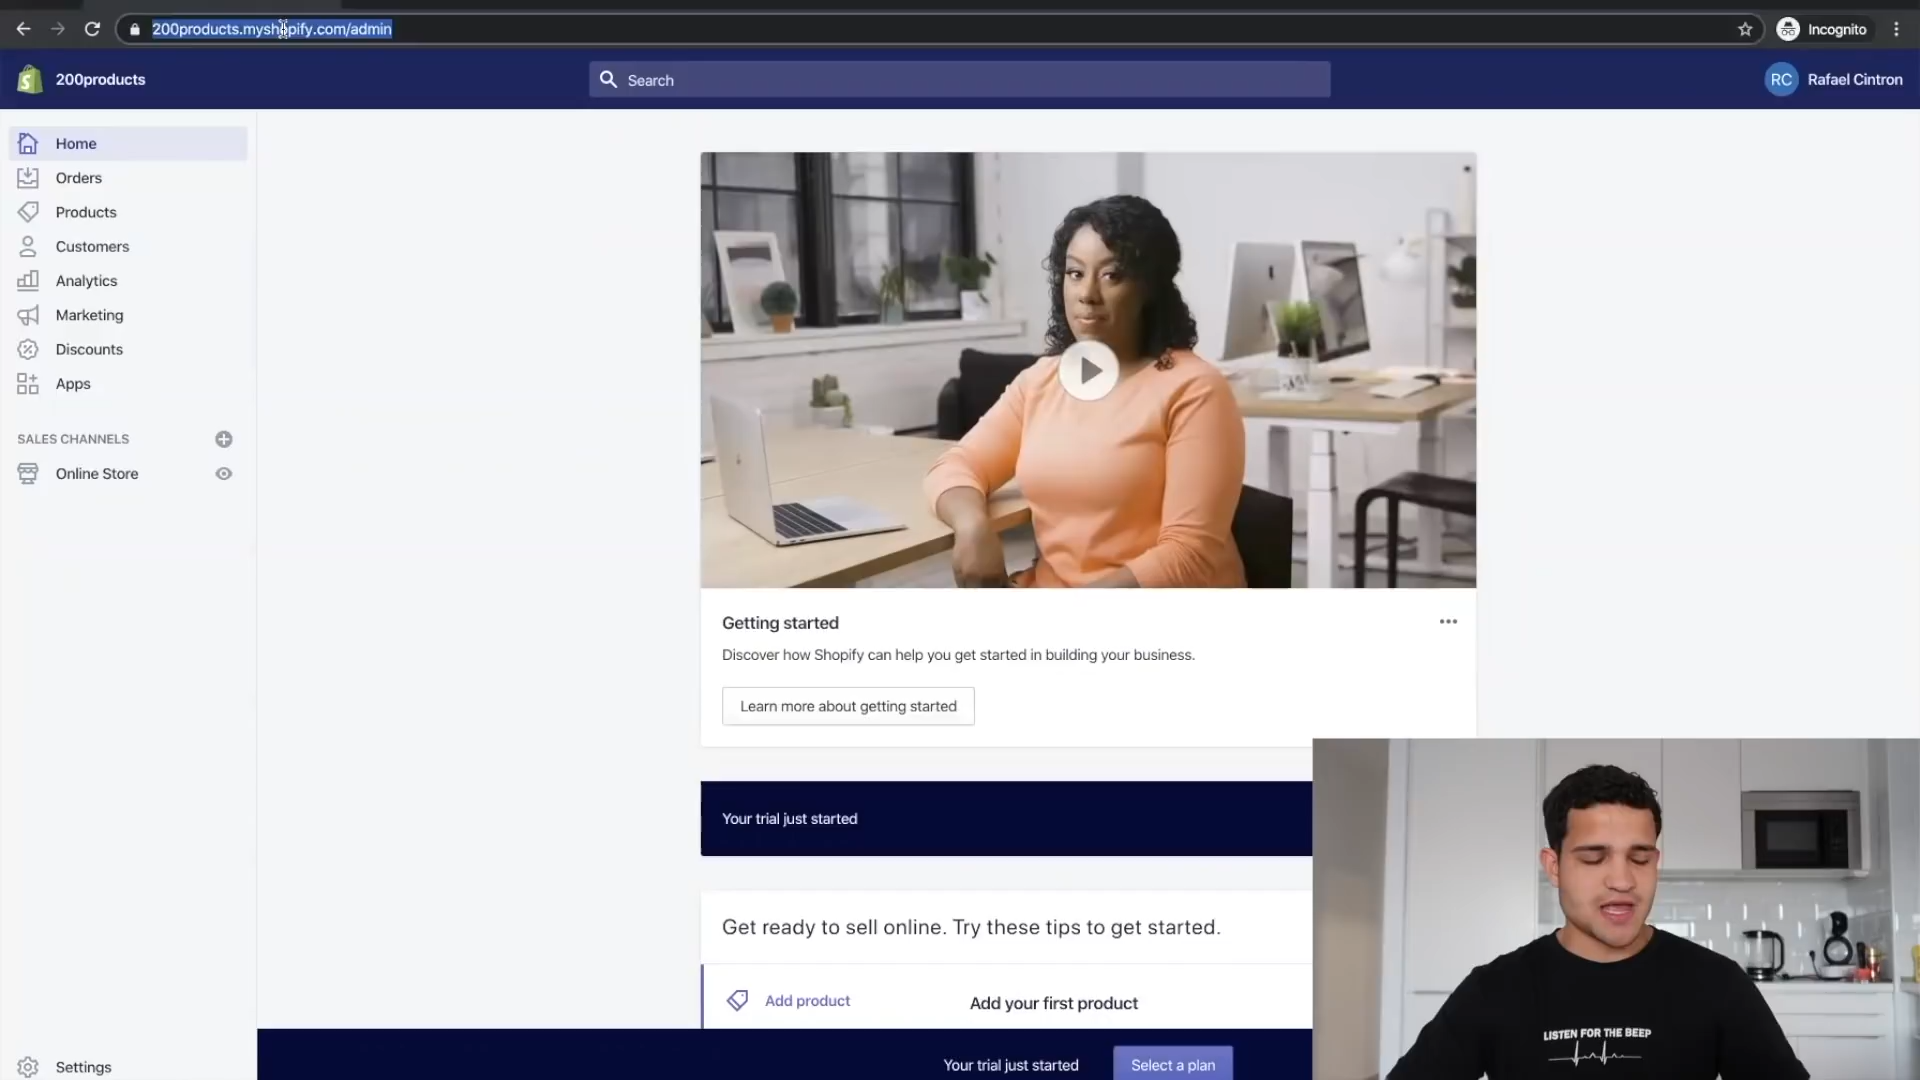 200products.myshopify.com/admin
Incognito
200products
Search
RC
Rafael Cintron
Home
Orders
Products
Customers
Analytics
Marketing
Discounts
Apps
SALES CHANNELS
Online Store
Settings
Getting started
Discover how Shopify can help you get started in building your business.
Learn more about getting started
Your trial just started
Get ready to sell online. Try these tips to get started.
Add product
Add your first product
Your trial just started
Select a plan
LISTEN FOR THE BEEP